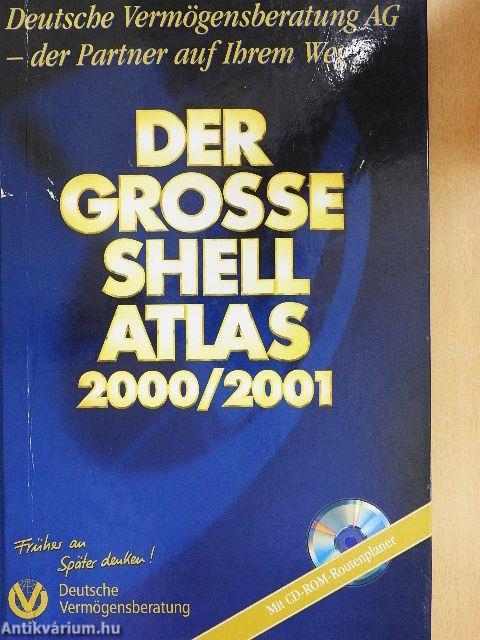 Deutsche Vermögensberatung AG
– der Partner auf Ihrem Weg
DER
GROSSE
SHELL
ATLAS
2000/2001
Mit CD-ROM-Routenplaner
Früher an
Später denken!
Deutsche
Vermögensberatung
Antikvárium.hu